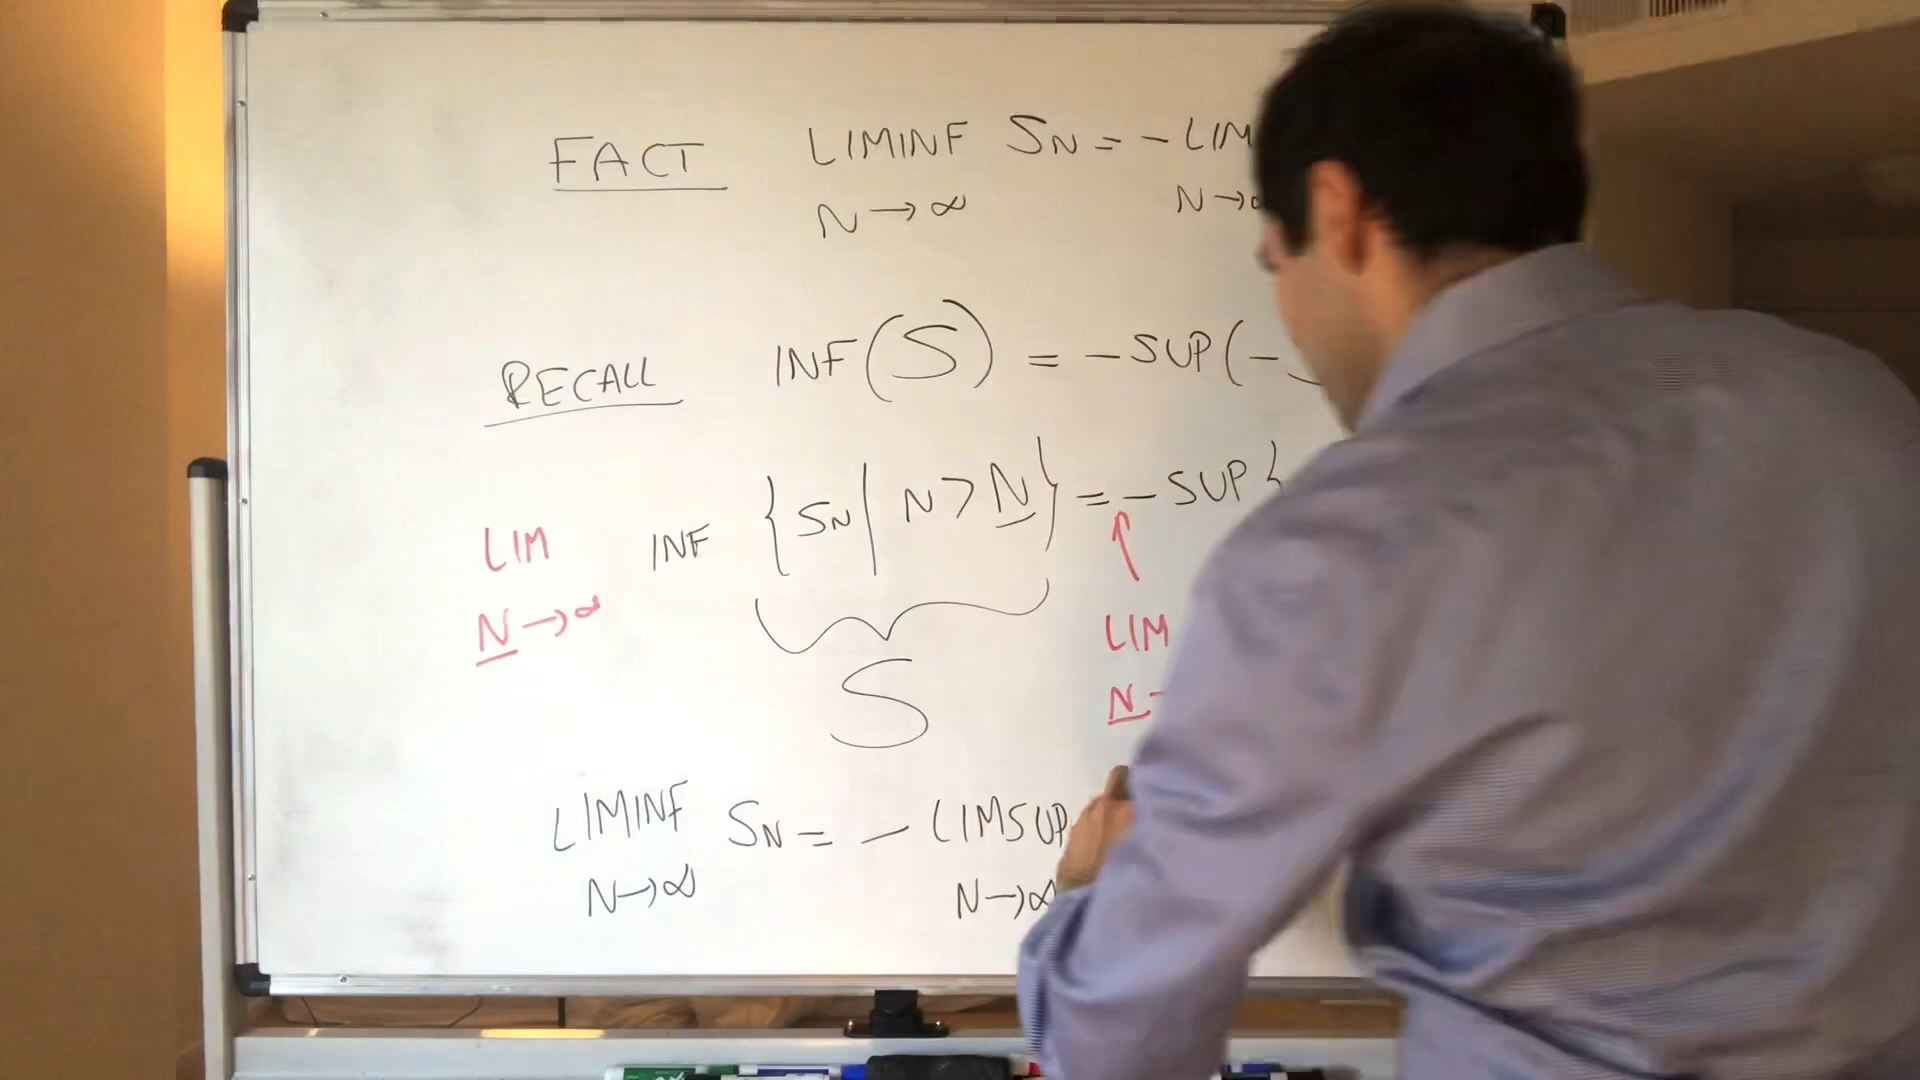 FACT LIMINF SN = - LIM
N → ∞ N →
RECALL INF (S) = - SUP (-
LIM INF { SN | N > N } = - SUP {
N → ∞ LIM
N
S
LIMINF SN = - LIMSUP
N → ∞ N → ∞